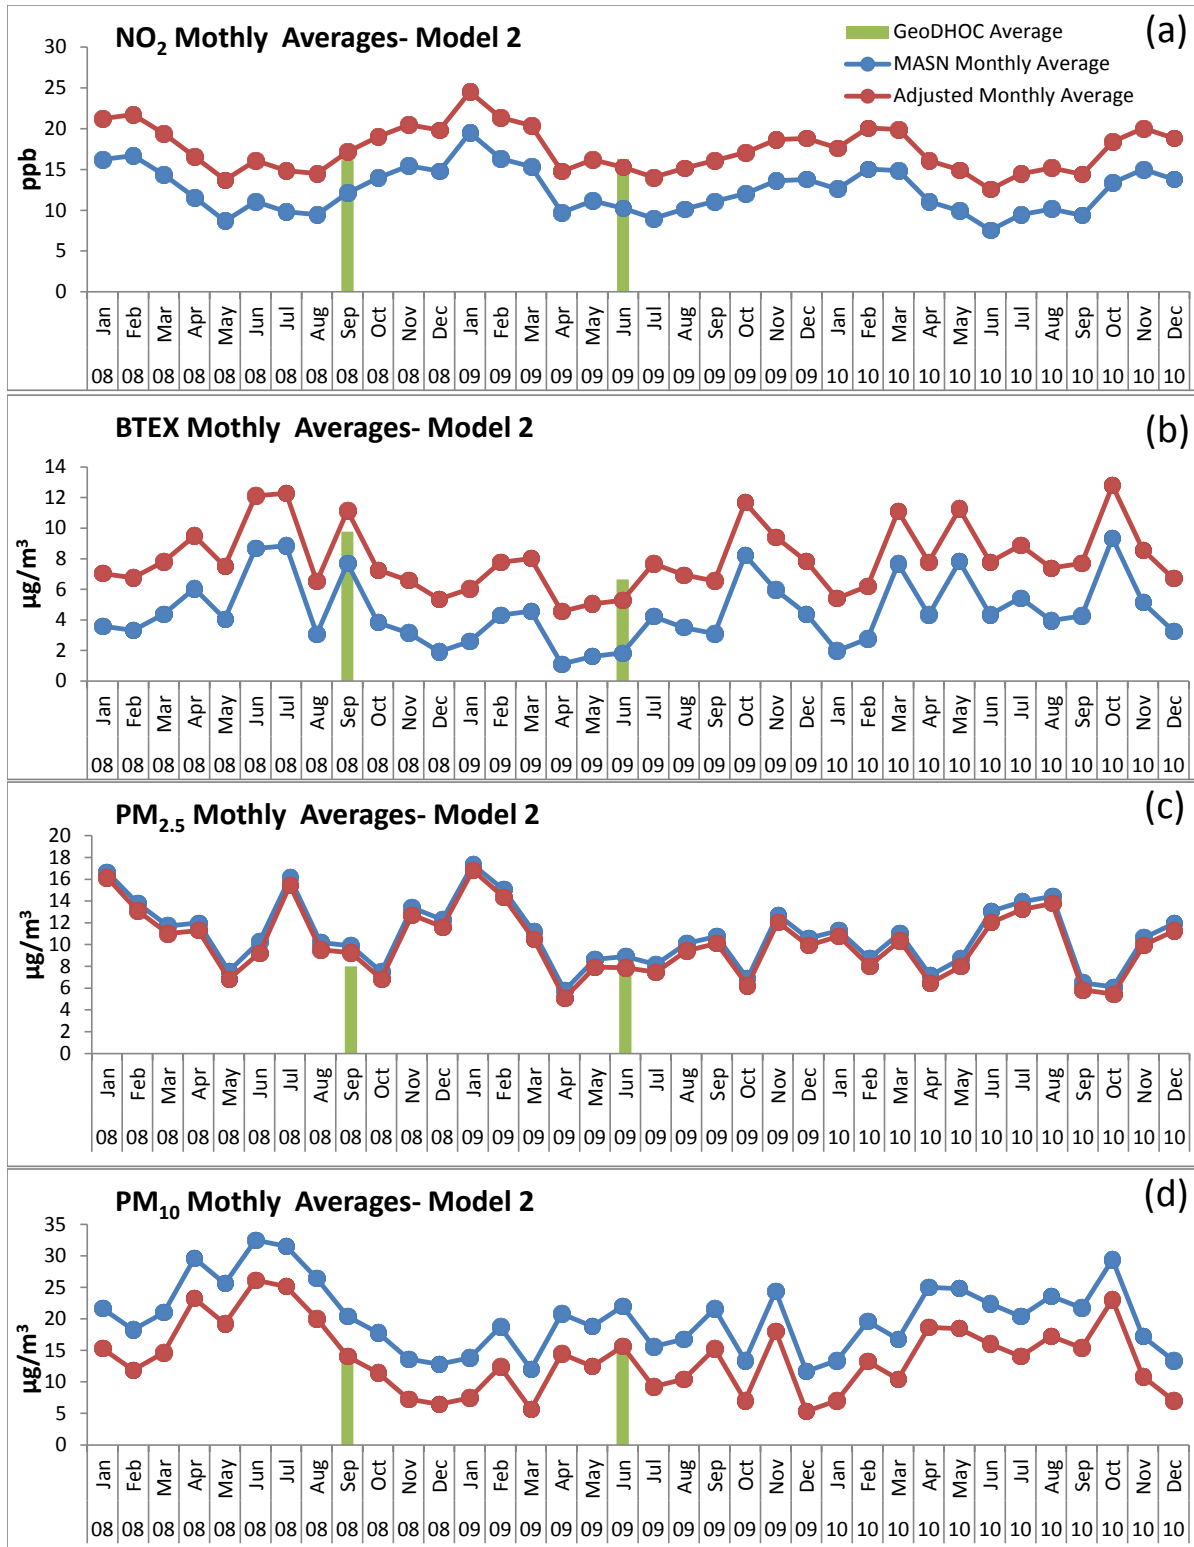 NO2 Mothly Averages- Model 2
(a)
GeoDHOC Average
MASN Monthly Average
Adjusted Monthly Average
ppb
30
25
20
15
10
5
0
Jan Feb Mar Apr May Jun Jul Aug Sep Oct Nov Dec Jan Feb Mar Apr May Jun Jul Aug Sep Oct Nov Dec Jan Feb Mar Apr May Jun Jul Aug Sep Oct Nov Dec
08 08 08 08 08 08 08 08 08 08 08 08 09 09 09 09 09 09 09 09 09 09 09 09 10 10 10 10 10 10 10 10 10 10 10 10
BTEX Mothly Averages- Model 2
(b)
µg/m³
14
12
10
8
6
4
2
0
Jan Feb Mar Apr May Jun Jul Aug Sep Oct Nov Dec Jan Feb Mar Apr May Jun Jul Aug Sep Oct Nov Dec Jan Feb Mar Apr May Jun Jul Aug Sep Oct Nov Dec
08 08 08 08 08 08 08 08 08 08 08 08 09 09 09 09 09 09 09 09 09 09 09 09 10 10 10 10 10 10 10 10 10 10 10 10
PM2.5 Mothly Averages- Model 2
(c)
µg/m³
20
18
16
14
12
10
8
6
4
2
0
Jan Feb Mar Apr May Jun Jul Aug Sep Oct Nov Dec Jan Feb Mar Apr May Jun Jul Aug Sep Oct Nov Dec Jan Feb Mar Apr May Jun Jul Aug Sep Oct Nov Dec
08 08 08 08 08 08 08 08 08 08 08 08 09 09 09 09 09 09 09 09 09 09 09 09 10 10 10 10 10 10 10 10 10 10 10 10
PM10 Mothly Averages- Model 2
(d)
µg/m³
35
30
25
20
15
10
5
0
Jan Feb Mar Apr May Jun Jul Aug Sep Oct Nov Dec Jan Feb Mar Apr May Jun Jul Aug Sep Oct Nov Dec Jan Feb Mar Apr May Jun Jul Aug Sep Oct Nov Dec
08 08 08 08 08 08 08 08 08 08 08 08 09 09 09 09 09 09 09 09 09 09 09 09 10 10 10 10 10 10 10 10 10 10 10 10